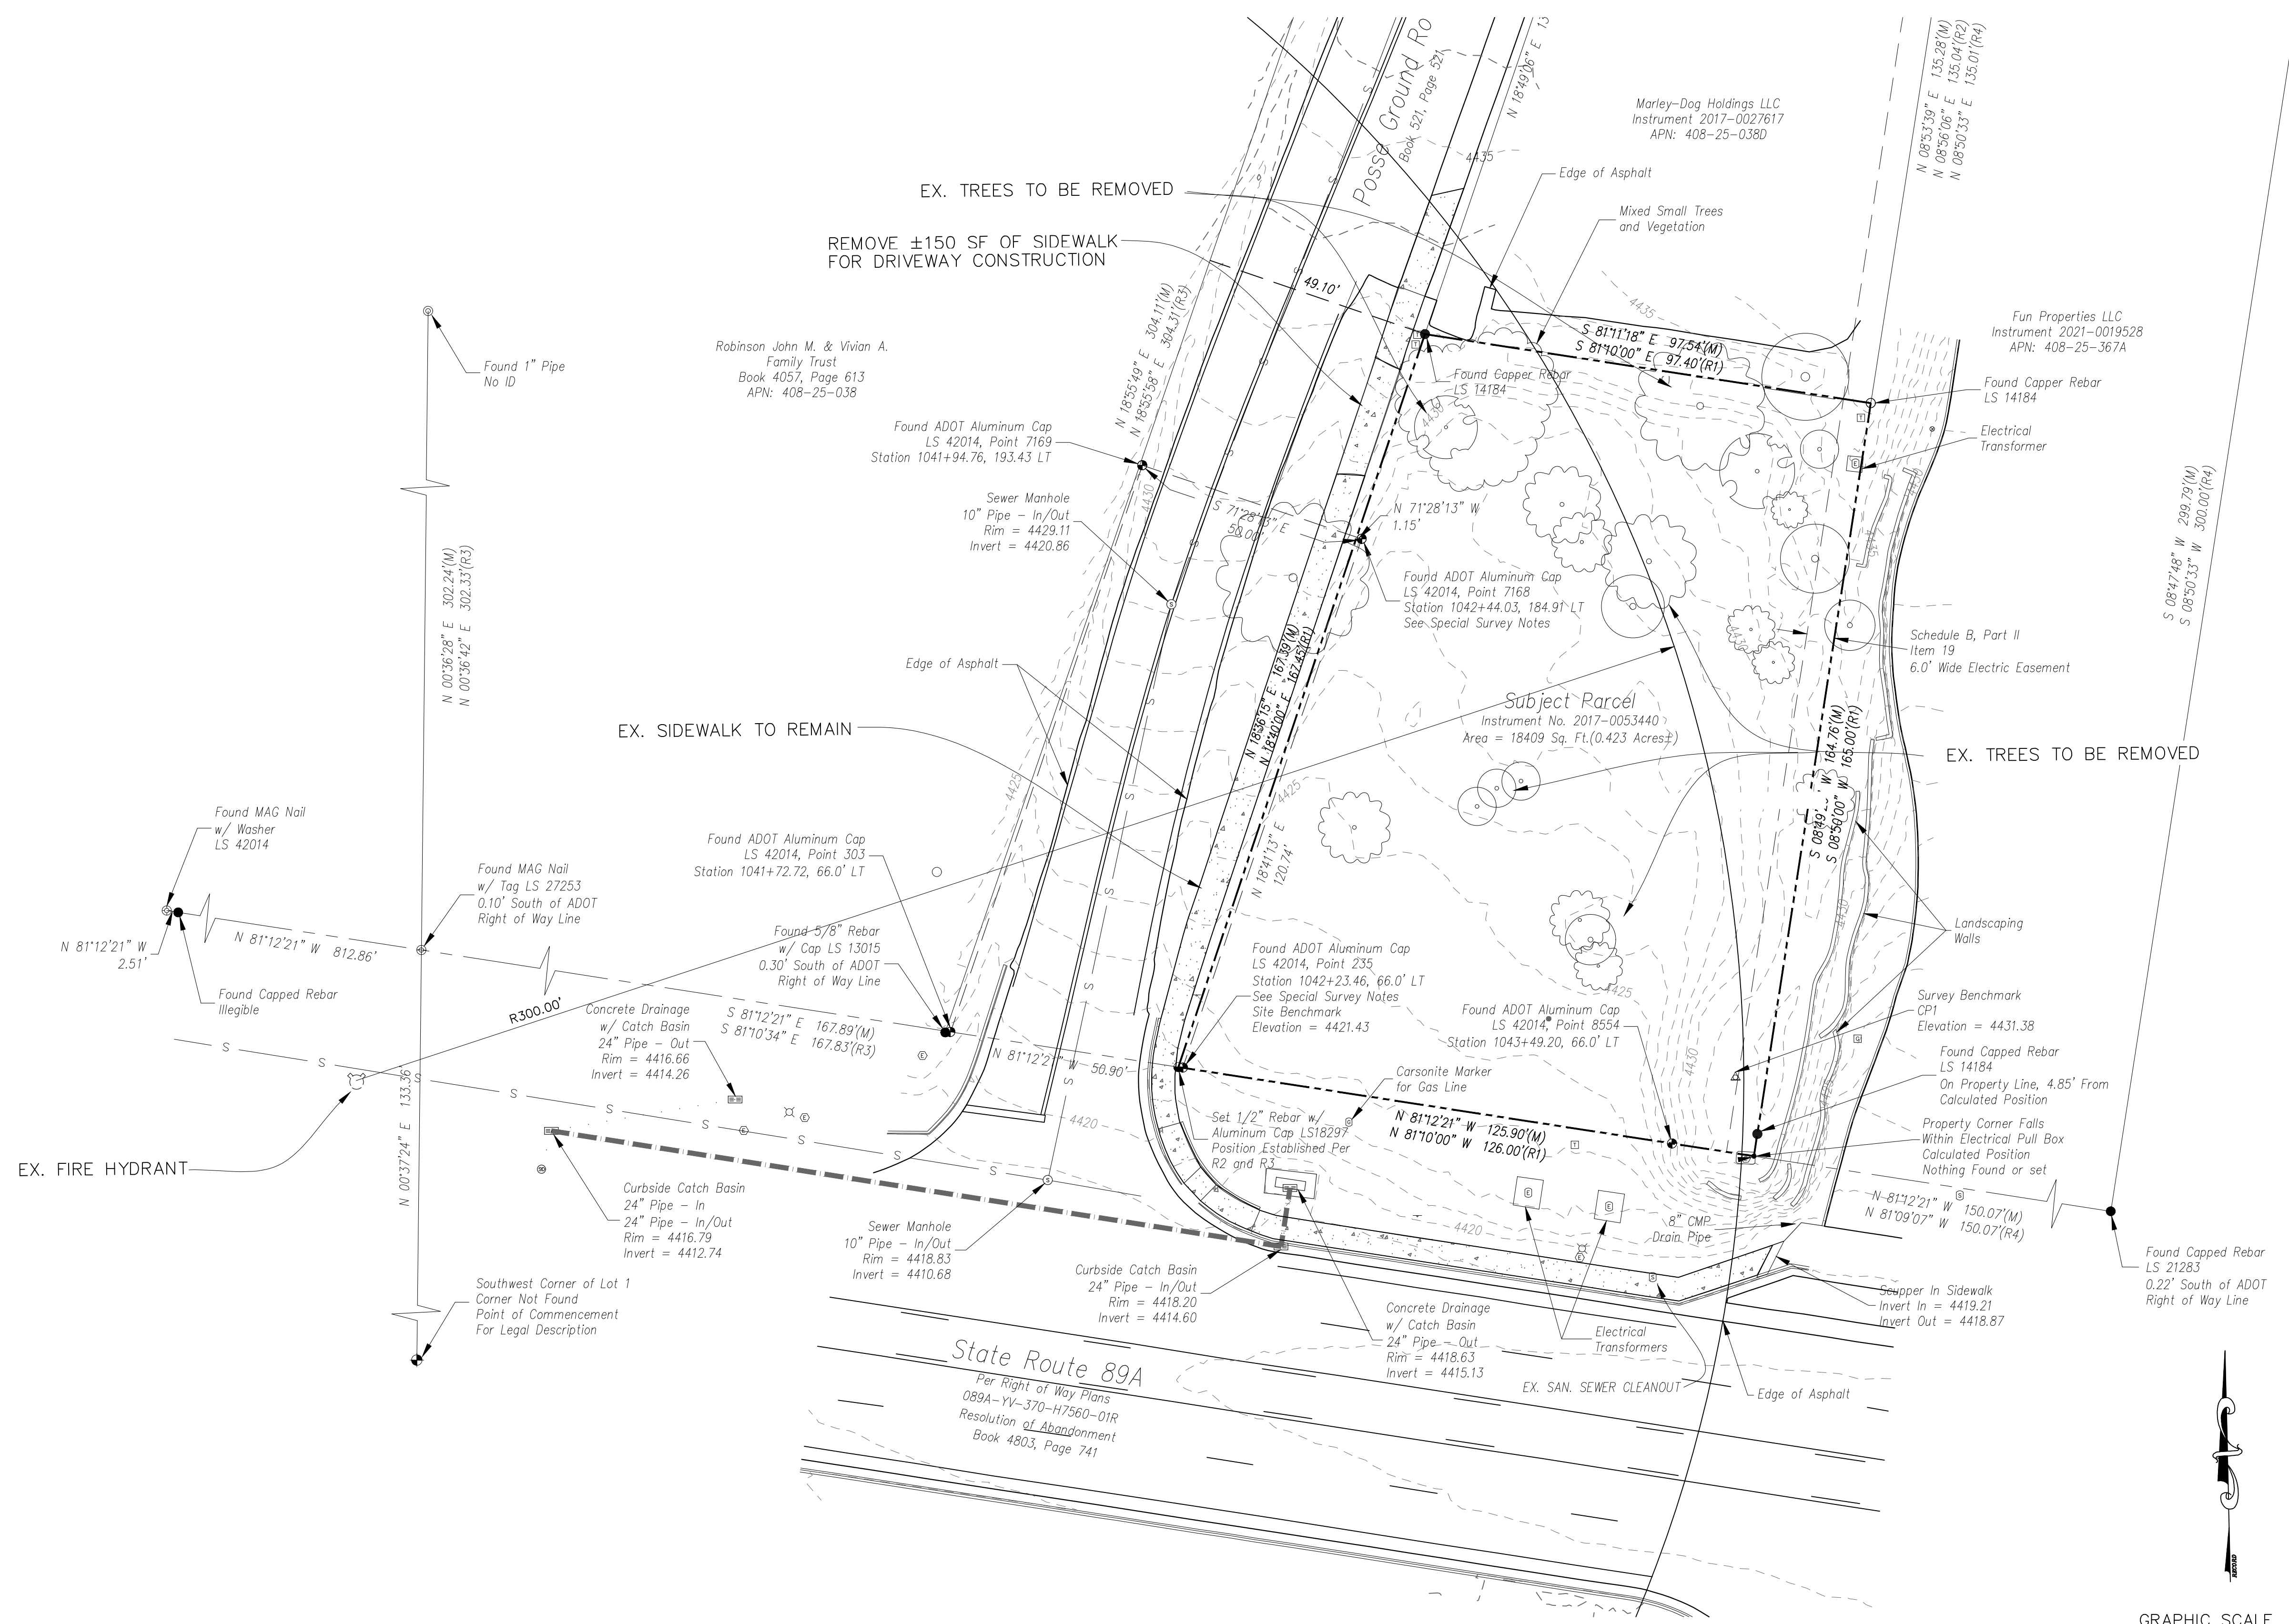 Posse Ground Ro
Book 521, Page 521
N 18°49'06" E
N 08°53'39" E 135.28'(M)
N 08°56'06" E 135.04'(R2)
N 08°50'33" E 135.01'(R4)
Marley-Dog Holdings LLC
Instrument 2017-0027617
APN: 408-25-038D
4435
Edge of Asphalt
EX. TREES TO BE REMOVED
Mixed Small Trees
and Vegetation
REMOVE ±150 SF OF SIDEWALK
FOR DRIVEWAY CONSTRUCTION
49.10'
4435
S 81°11'18" E 97.54'(M)
S 81°10'00" E 97.40'(R1)
Fun Properties LLC
Instrument 2021-0019528
APN: 408-25-367A
Found 1" Pipe
No ID
Robinson John M. & Vivian A.
Family Trust
Book 4057, Page 613
APN: 408-25-038
N 18°55'49" E 304.11'(M)
N 18°55'58" E 304.31'(R3)
Found Capper Rebar
LS 14184
Found Capper Rebar
LS 14184
4430
Electrical
Transformer
Found ADOT Aluminum Cap
LS 42014, Point 7169
Station 1041+94.76, 193.43 LT
4430
Sewer Manhole
10" Pipe - In/Out
Rim = 4429.11
Invert = 4420.86
S 71°28'13" E
50.00'
N 71°28'13" W
1.15'
4435
S 08°47'48" W 299.79'(M)
S 08°50'33" W 300.00'(R4)
N 00°36'28" E 302.24'(M)
N 00°36'42" E 302.33'(R3)
Found ADOT Aluminum Cap
LS 42014, Point 7168
Station 1042+44.03, 184.91 LT
See Special Survey Notes
4430
Schedule B, Part II
Item 19
6.0' Wide Electric Easement
Edge of Asphalt
N 18°36'15" E 167.39'(M)
N 18°40'00" E 167.45'(R1)
Subject Parcel
Instrument No. 2017-0053440
Area = 18409 Sq. Ft.(0.423 Acres±)
EX. SIDEWALK TO REMAIN
EX. TREES TO BE REMOVED
W 164.76'(M)
S 08°50'00" W 165.00'(R1)
4425
4425
N 18°41'13" E
120.74'
Found MAG Nail
w/ Washer
LS 42014
Found ADOT Aluminum Cap
LS 42014, Point 303
Station 1041+72.72, 66.0' LT
Found MAG Nail
w/ Tag LS 27253
0.10' South of ADOT
Right of Way Line
4430
Landscaping
Walls
N 81°12'21" W
2.51'
N 81°12'21" W 812.86'
Found 5/8" Rebar
w/ Cap LS 13015
0.30' South of ADOT
Right of Way Line
Found ADOT Aluminum Cap
LS 42014, Point 235
Station 1042+23.46, 66.0' LT
See Special Survey Notes
Site Benchmark
Elevation = 4421.43
4425
Found ADOT Aluminum Cap
LS 42014, Point 8554
Station 1043+49.20, 66.0' LT
Survey Benchmark
CP1
Elevation = 4431.38
Found Capped Rebar
Illegible
R300.00'
Concrete Drainage
w/ Catch Basin
24" Pipe - Out
Rim = 4416.66
Invert = 4414.26
S 81°12'21" E 167.89'(M)
S 81°10'34" E 167.83'(R3)
N 81°12'21" W 50.90'
4430
4425
Found Capped Rebar
LS 14184
On Property Line, 4.85' From
Calculated Position
Carsonite Marker
for Gas Line
4420
Set 1/2" Rebar w/
Aluminum Cap LS18297
Position Established Per
R2 and R3
N 81°12'21" W 125.90'(M)
N 81°10'00" W 126.00'(R1)
Property Corner Falls
Within Electrical Pull Box
Calculated Position
Nothing Found or set
EX. FIRE HYDRANT
N 00°37'24" E 133.36'
Curbside Catch Basin
24" Pipe - In
24" Pipe - In/Out
Rim = 4416.79
Invert = 4412.74
Sewer Manhole
10" Pipe - In/Out
Rim = 4418.83
Invert = 4410.68
4420
8" CMP
Drain Pipe
N 81°12'21" W 150.07'(M)
N 81°09'07" W 150.07'(R4)
Found Capped Rebar
LS 21283
0.22' South of ADOT
Right of Way Line
Southwest Corner of Lot 1
Corner Not Found
Point of Commencement
For Legal Description
Curbside Catch Basin
24" Pipe - In/Out
Rim = 4418.20
Invert = 4414.60
Concrete Drainage
w/ Catch Basin
24" Pipe - Out
Rim = 4418.63
Invert = 4415.13
Electrical
Transformers
Scupper In Sidewalk
Invert In = 4419.21
Invert Out = 4418.87
EX. SAN. SEWER CLEANOUT
Edge of Asphalt
State Route 89A
Per Right of Way Plans
089A-YV-370-H7560-01R
Resolution of Abandonment
Book 4803, Page 741
RECORD
GRAPHIC SCALE